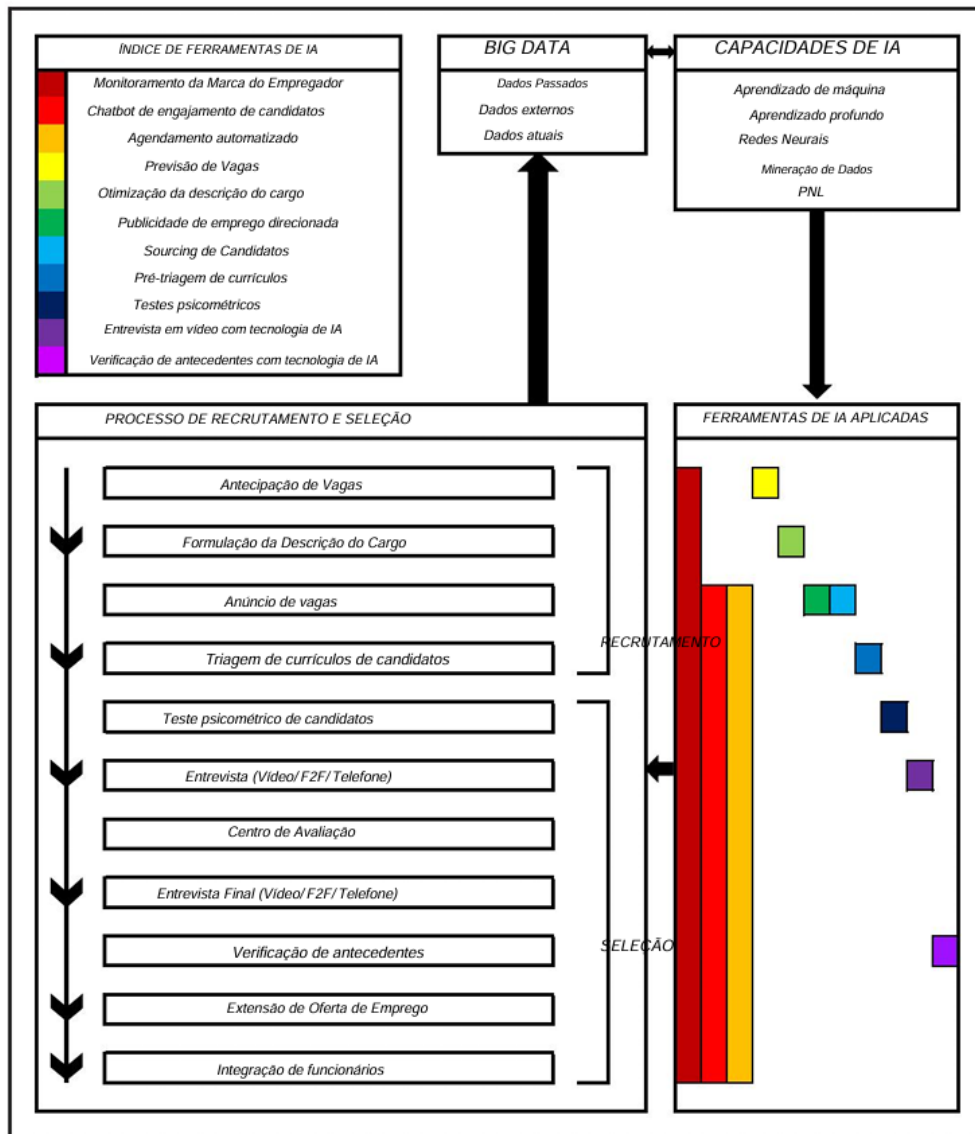 ÍNDICE DE FERRAMENTAS DE IA
Monitoramento da Marca do Empregador
Chatbot de engajamento de candidatos
Agendamento automatizado
Previsão de Vagas
Otimização da descrição do cargo
Publicidade de emprego direcionada
Sourcing de Candidatos
Pré-triagem de currículos
Testes psicométricos
Entrevista em vídeo com tecnologia de IA
Verificação de antecedentes com tecnologia de IA
BIG DATA
Dados Passados
Dados externos
Dados atuais
CAPACIDADES DE IA
Aprendizado de máquina
Aprendizado profundo
Redes Neurais
Mineração de Dados
PNL
PROCESSO DE RECRUTAMENTO E SELEÇÃO
Antecipação de Vagas
Formulação da Descrição do Cargo
Anúncio de vagas
Triagem de currículos de candidatos
Teste psicométrico de candidatos
Entrevista (Vídeo/ F2F/ Telefone)
Centro de Avaliação
Entrevista Final (Vídeo/ F2F/ Telefone)
Verificação de antecedentes
Extensão de Oferta de Emprego
Integração de funcionários
RECRUTAMENTO
SELEÇÃO
FERRAMENTAS DE IA APLICADAS